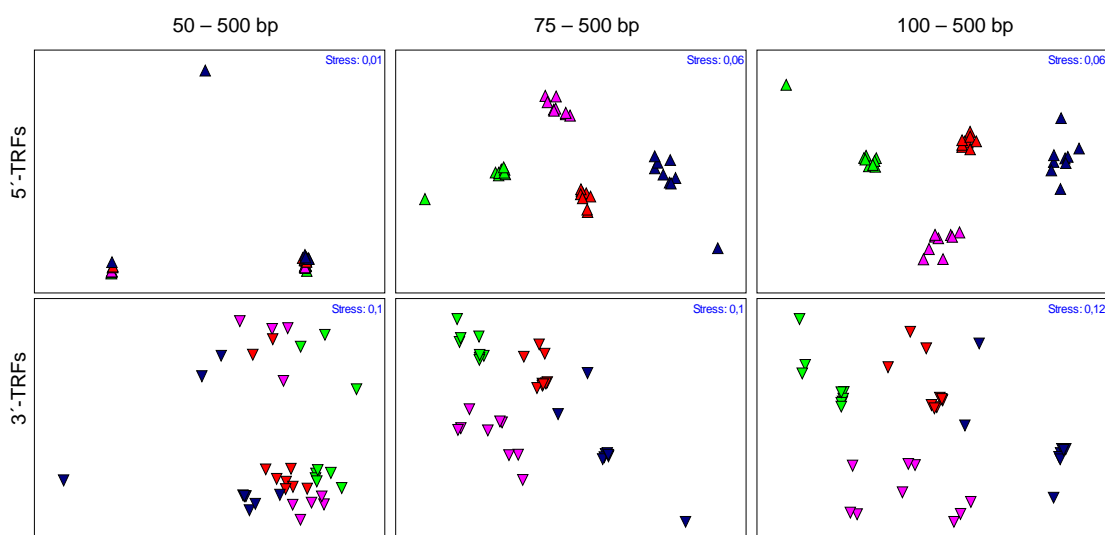 50 – 500 bp
75 – 500 bp
100 – 500 bp
5´-TRFs
Stress: 0,01
Stress: 0,06
Stress: 0,06
3´-TRFs
Stress: 0,1
Stress: 0,1
Stress: 0,12